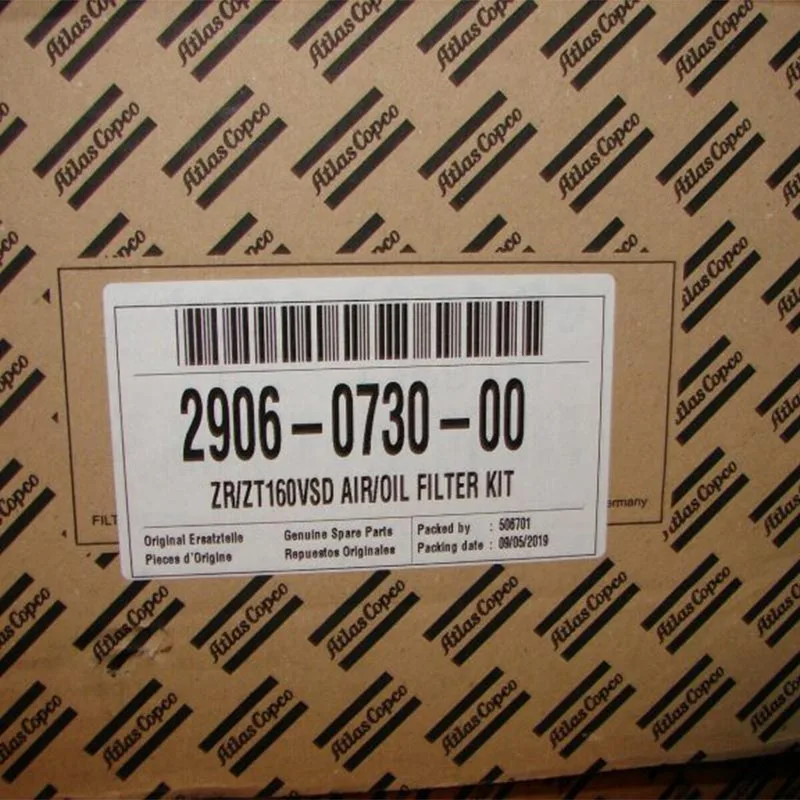 Atlas Copco
2906-0730-00
ZR/ZT160VSD AIR/OIL FILTER KIT
Original Ersatzteile
Pieces d'Origine
Genuine Spare Parts
Repuestos Originales
Packed by : 506701
Packing date : 09/05/2019